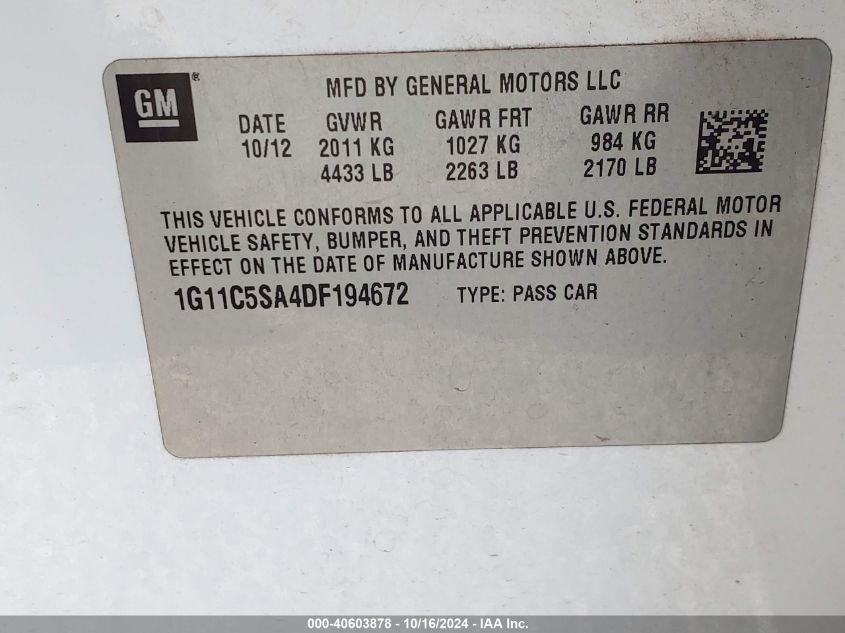 GM®
MFD BY GENERAL MOTORS LLC
DATE GVWR GAWR FRT GAWR RR
10/12 2011 KG 1027 KG 984 KG
4433 LB 2263 LB 2170 LB
THIS VEHICLE CONFORMS TO ALL APPLICABLE U.S. FEDERAL MOTOR
VEHICLE SAFETY, BUMPER, AND THEFT PREVENTION STANDARDS IN
EFFECT ON THE DATE OF MANUFACTURE SHOWN ABOVE.
1G11C5SA4DF194672 TYPE: PASS CAR
000-40603878 - 10/16/2024 - IAA Inc.